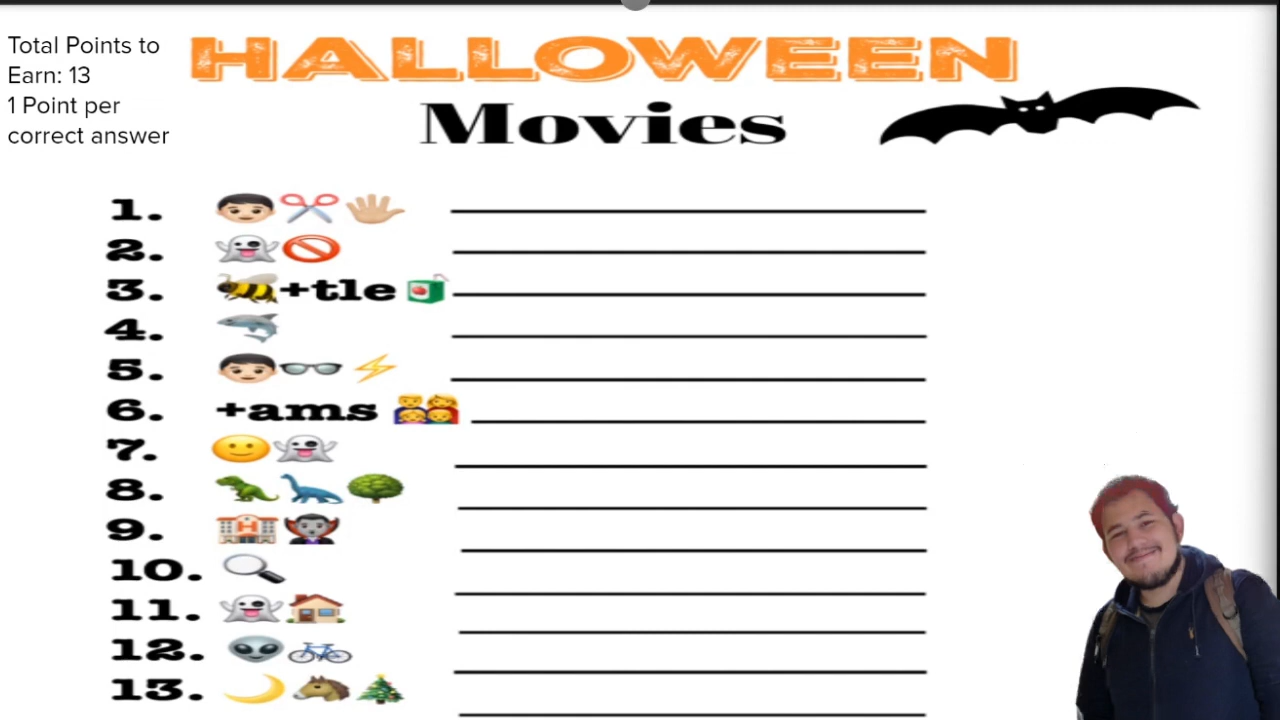 Total Points to
Earn: 13
1 Point per
correct answer
HALLOWEEN
Movies
1.
2.
3. +tle
4.
5.
6. +ams
7.
8.
9.
10.
11.
12.
13.